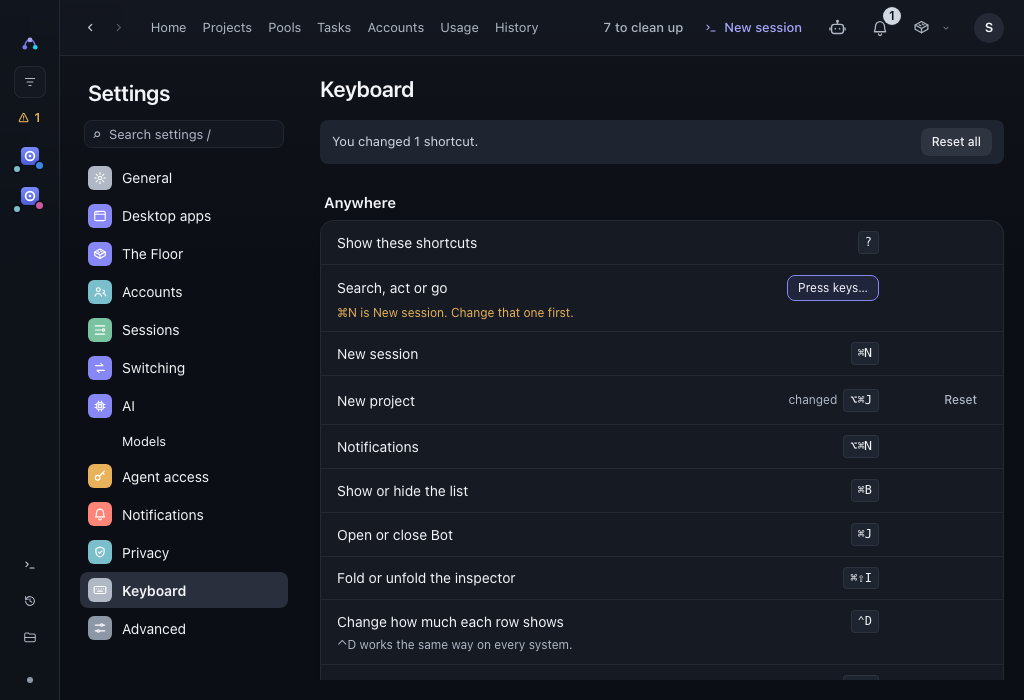 Home Projects Pools Tasks Accounts Usage History 7 to clean up New session 1 S
1
Settings
Search settings /
General
Desktop apps
The Floor
Accounts
Sessions
Switching
AI
Models
Agent access
Notifications
Privacy
Keyboard
Advanced
Keyboard
You changed 1 shortcut. Reset all
Anywhere
Show these shortcuts ?
Search, act or go Press keys…
⌘N is New session. Change that one first.
New session ⌘N
New project changed ⌥⌘J Reset
Notifications ⌥⌘N
Show or hide the list ⌘B
Open or close Bot ⌘J
Fold or unfold the inspector ⌘⇧I
Change how much each row shows ^D
^D works the same way on every system.